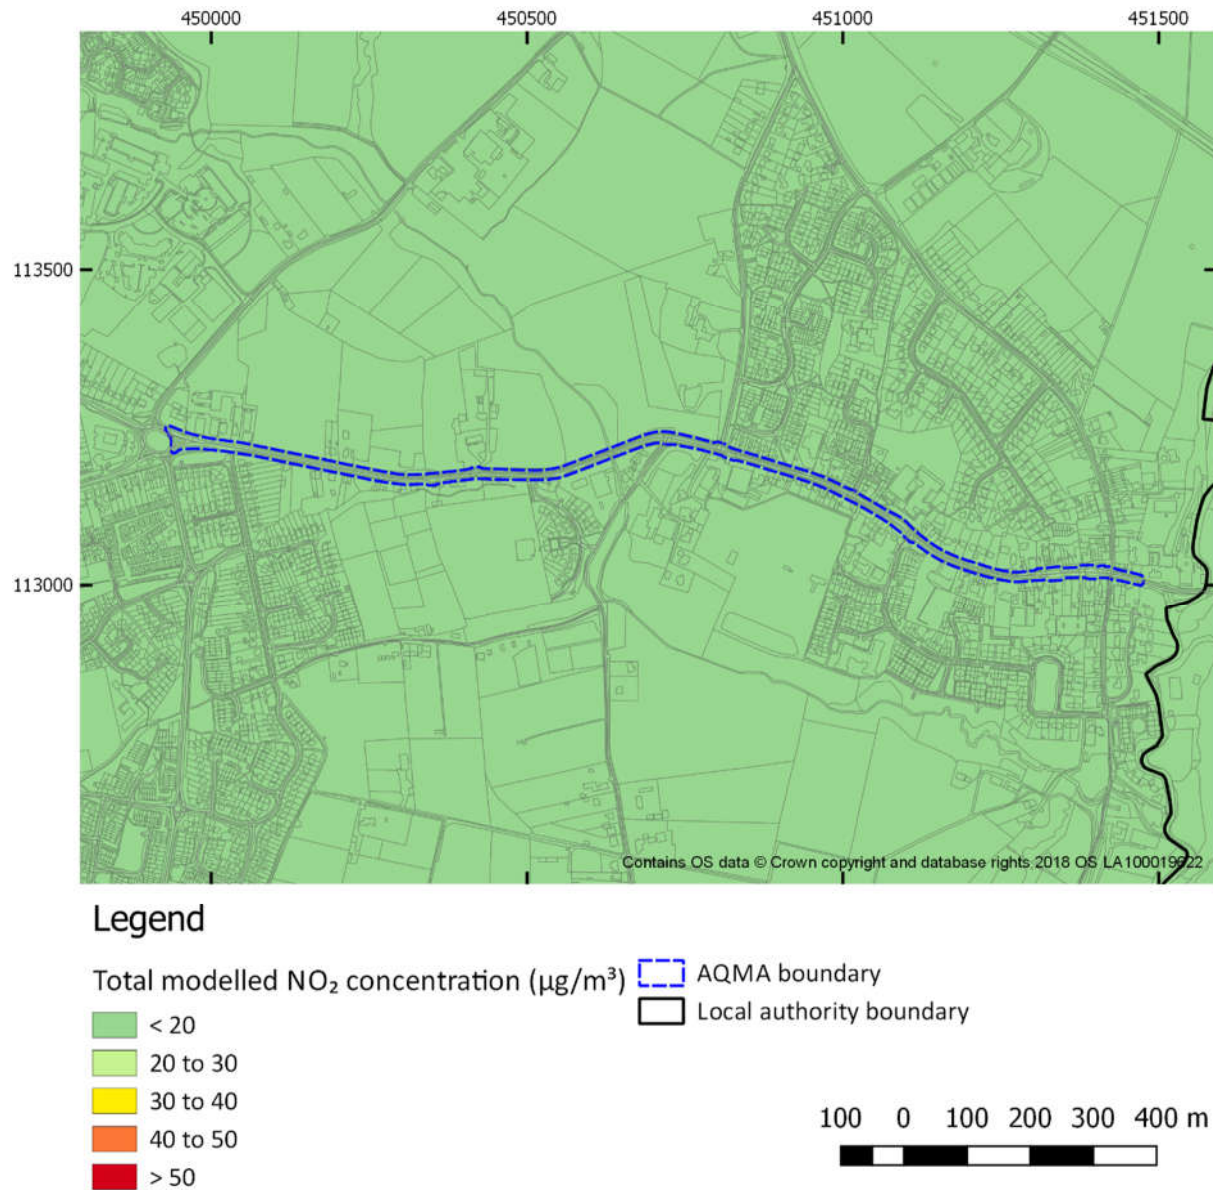 450000 450500 451000 451500
113500
113000
Contains OS data © Crown copyright and database rights 2018 OS LA100019622
Legend
Total modelled NO₂ concentration (µg/m³)
< 20
20 to 30
30 to 40
40 to 50
> 50
AQMA boundary
Local authority boundary
100 0 100 200 300 400 m